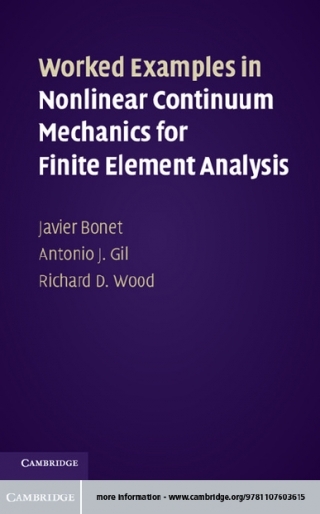 Worked Examples in
Nonlinear Continuum
Mechanics for
Finite Element Analysis
Javier Bonet
Antonio J. Gil
Richard D. Wood
CAMBRIDGE
CAMBRIDGE more information - www.cambridge.org/9781107603615